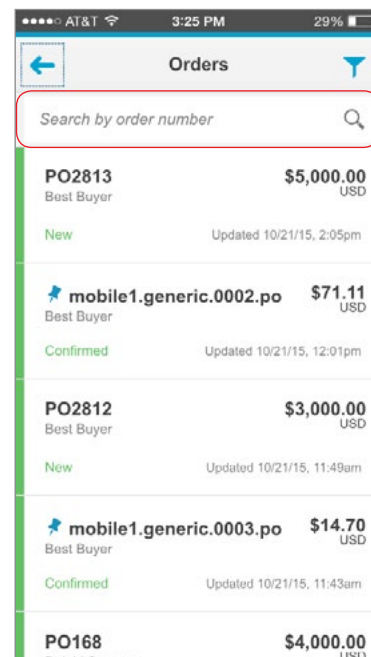 AT&T 3:25 PM 29%
Orders
Search by order number
PO2813 $5,000.00
Best Buyer USD
New Updated 10/21/15, 2:05pm
mobile1.generic.0002.po $71.11
Best Buyer USD
Confirmed Updated 10/21/15, 12:01pm
PO2812 $3,000.00
Best Buyer USD
New Updated 10/21/15, 11:49am
mobile1.generic.0003.po $14.70
Best Buyer USD
Confirmed Updated 10/21/15, 11:43am
PO168 $4,000.00
USD